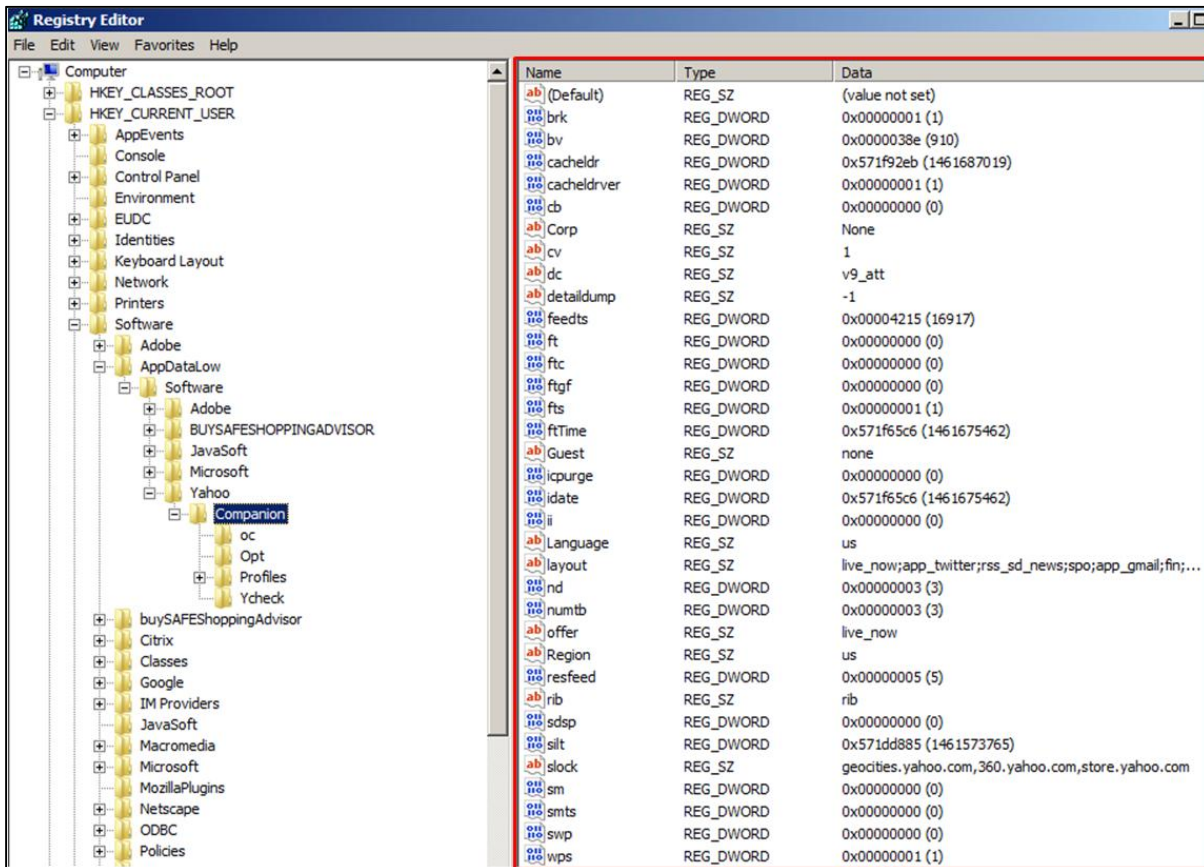 Registry Editor
File Edit View Favorites Help
Computer
HKEY_CLASSES_ROOT
HKEY_CURRENT_USER
AppEvents
Console
Control Panel
Environment
EUDC
Identities
Keyboard Layout
Network
Printers
Software
Adobe
AppDataLow
Software
Adobe
BUYSAFESHOPPINGADVISOR
JavaSoft
Microsoft
Yahoo
Companion
oc
Opt
Profiles
Ycheck
buySAFEShoppingAdvisor
Citrix
Classes
Google
IM Providers
JavaSoft
Macromedia
Microsoft
MozillaPlugins
Netscape
ODBC
Policies
Name Type Data
(Default) REG_SZ (value not set)
brk REG_DWORD 0x00000001 (1)
bv REG_DWORD 0x0000038e (910)
cacheldr REG_DWORD 0x571f92eb (1461687019)
cacheldrver REG_DWORD 0x00000001 (1)
cb REG_DWORD 0x00000000 (0)
Corp REG_SZ None
cv REG_SZ 1
dc REG_SZ v9_att
detaildump REG_SZ -1
feedts REG_DWORD 0x00004215 (16917)
ft REG_DWORD 0x00000000 (0)
ftc REG_DWORD 0x00000000 (0)
ftgf REG_DWORD 0x00000000 (0)
fts REG_DWORD 0x00000001 (1)
ftTime REG_DWORD 0x571f65c6 (1461675462)
Guest REG_SZ none
icpurge REG_DWORD 0x00000000 (0)
idate REG_DWORD 0x571f65c6 (1461675462)
ii REG_DWORD 0x00000000 (0)
Language REG_SZ us
layout REG_SZ live_now;app_twitter;rss_sd_news;spo;app_gmail;fin;...
nd REG_DWORD 0x00000003 (3)
numtb REG_DWORD 0x00000003 (3)
offer REG_SZ live_now
Region REG_SZ us
resfeed REG_DWORD 0x00000005 (5)
rib REG_SZ rib
sdsp REG_DWORD 0x00000000 (0)
silt REG_DWORD 0x571dd885 (1461573765)
slock REG_SZ geocities.yahoo.com,360.yahoo.com,store.yahoo.com
sm REG_DWORD 0x00000000 (0)
smts REG_DWORD 0x00000000 (0)
swp REG_DWORD 0x00000000 (0)
wps REG_DWORD 0x00000001 (1)